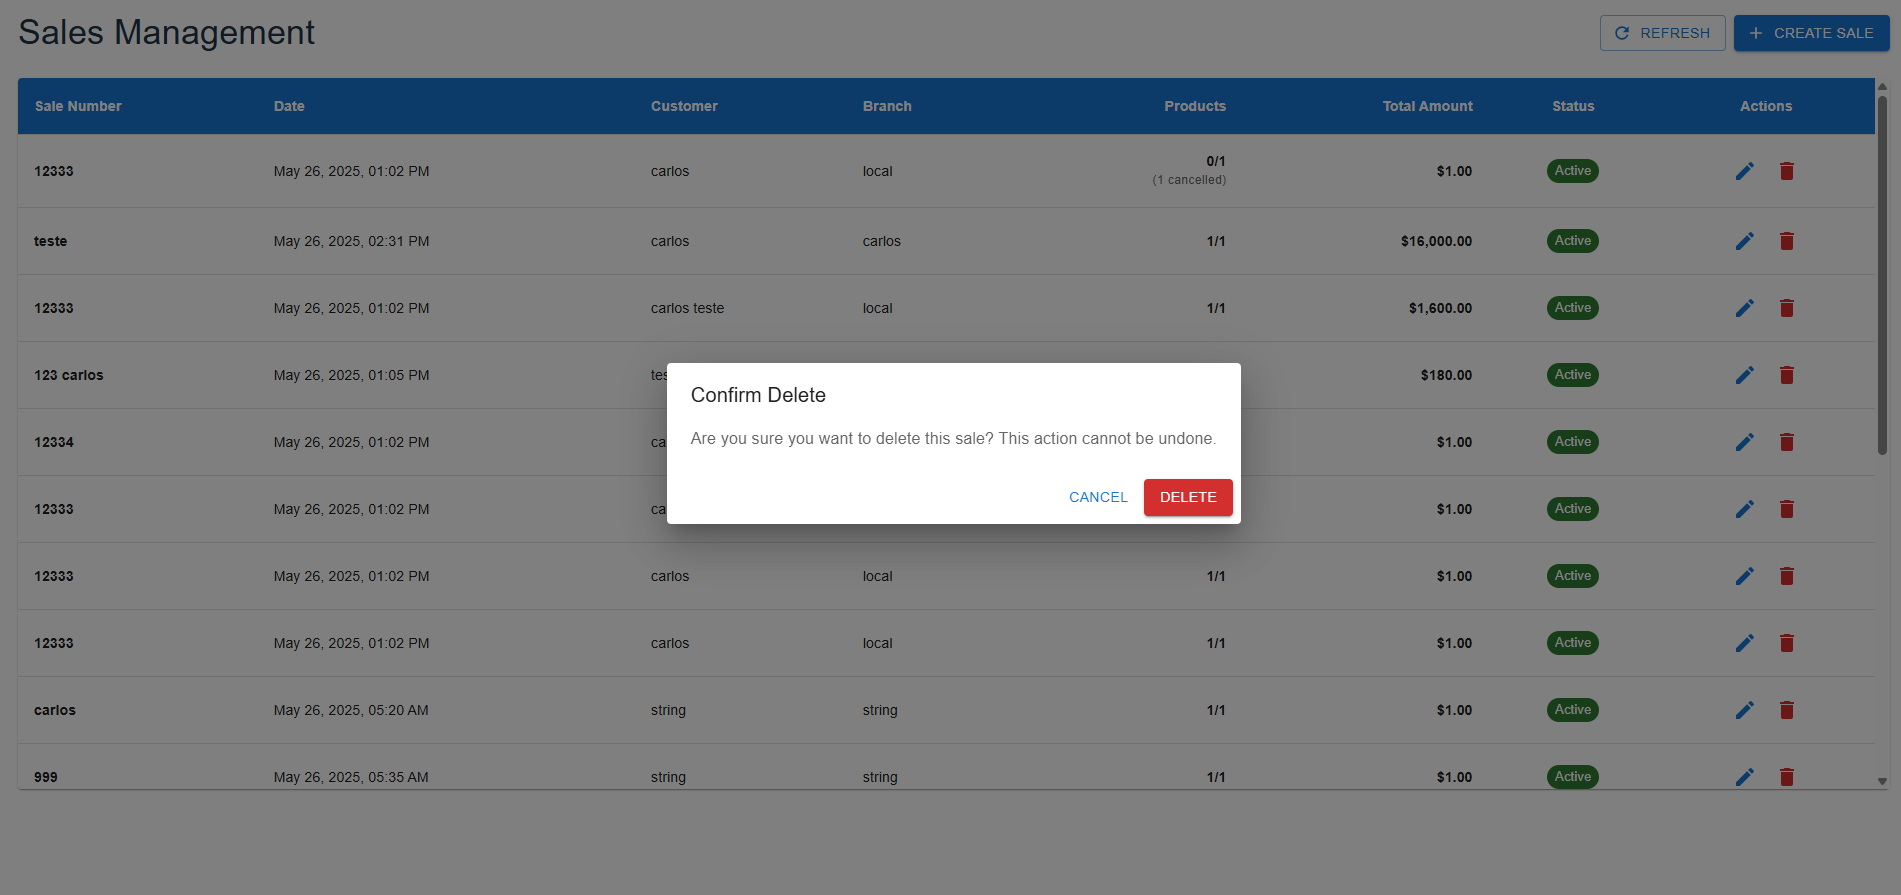 Sales Management
REFRESH
CREATE SALE
Sale Number Date Customer Branch Products Total Amount Status Actions
12333 May 26, 2025, 01:02 PM carlos local 0/1 $1.00 Active
(1 cancelled)
teste May 26, 2025, 02:31 PM carlos carlos 1/1 $16,000.00 Active
12333 May 26, 2025, 01:02 PM carlos teste local 1/1 $1,600.00 Active
123 carlos May 26, 2025, 01:05 PM tes $180.00 Active
12334 May 26, 2025, 01:02 PM ca $1.00 Active
12333 May 26, 2025, 01:02 PM ca $1.00 Active
Confirm Delete
Are you sure you want to delete this sale? This action cannot be undone.
CANCEL DELETE
12333 May 26, 2025, 01:02 PM carlos local 1/1 $1.00 Active
12333 May 26, 2025, 01:02 PM carlos local 1/1 $1.00 Active
carlos May 26, 2025, 05:20 AM string string 1/1 $1.00 Active
999 May 26, 2025, 05:35 AM string string 1/1 $1.00 Active